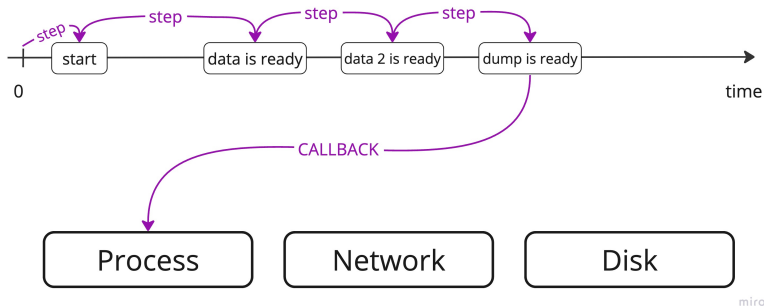 step
step
step
step
start
data is ready
data 2 is ready
dump is ready
0
time
CALLBACK
Process
Network
Disk
miro